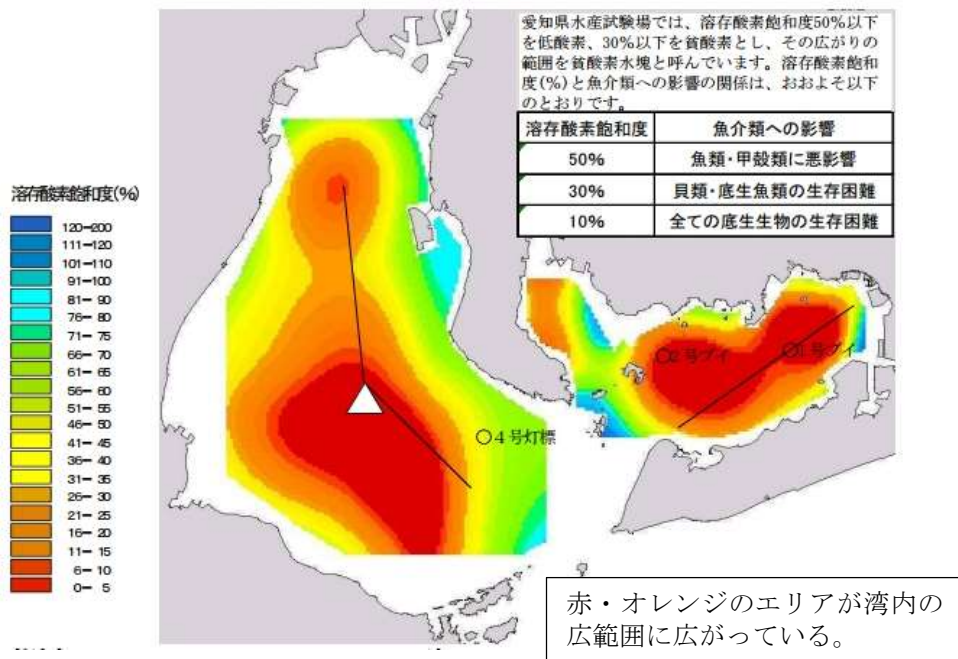 愛知県水産試験場では、溶存酸素飽和度50%以下
を低酸素、30%以下を貧酸素とし、その広がりの
範囲を貧酸素水塊と呼んでいます。溶存酸素飽和
度(%)と魚介類への影響の関係は、おおよそ以下
のとおりです。
溶存酸素飽和度 魚介類への影響
50% 魚類・甲殻類に悪影響
30% 貝類・底生魚類の生存困難
10% 全ての底生生物の生存困難
溶存酸素飽和度(%)
120-200
111-120
101-110
91-100
81-90
76-80
71-75
66-70
61-65
56-60
51-55
46-50
41-45
36-40
31-35
26-30
21-25
16-20
11-15
6-10
0-5
○2号ブイ
○1号ブイ
○4号灯標
赤・オレンジのエリアが湾内の
広範囲に広がっている。